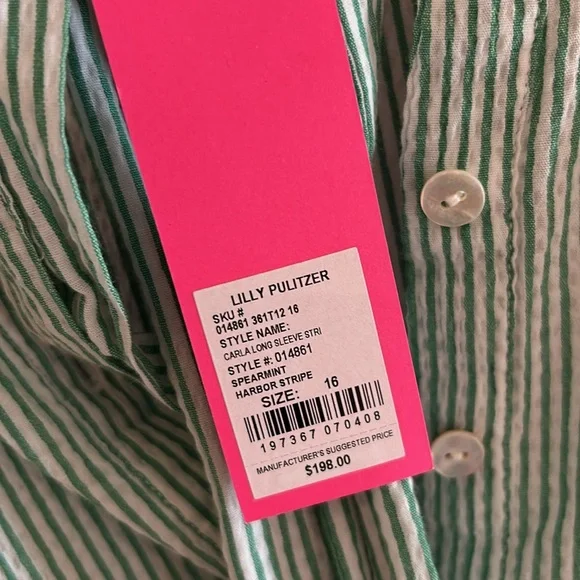 LILLY PULITZER
SKU #
014861 361T12 16
STYLE NAME:
CARLA LONG SLEEVE STRI
STYLE #: 014861
SPEARMINT
HARBOR STRIPE
SIZE: 16
197367 070408
MANUFACTURER'S SUGGESTED PRICE
$198.00